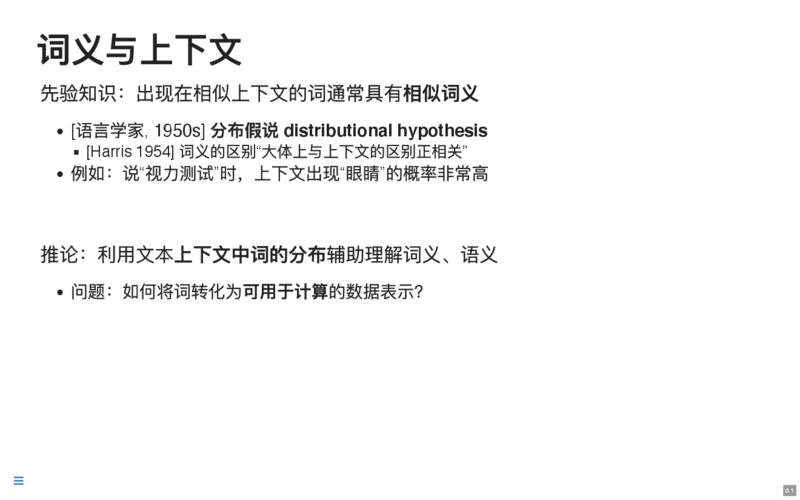 词义与上下文
先验知识：出现在相似上下文的词通常具有相似词义
• [语言学家, 1950s] 分布假说 distributional hypothesis
▪ [Harris 1954] 词义的区别“大体上与上下文的区别正相关”
• 例如：说“视力测试”时，上下文出现“眼睛”的概率非常高
推论：利用文本上下文中词的分布辅助理解词义、语义
• 问题：如何将词转化为可用于计算的数据表示？
6.1